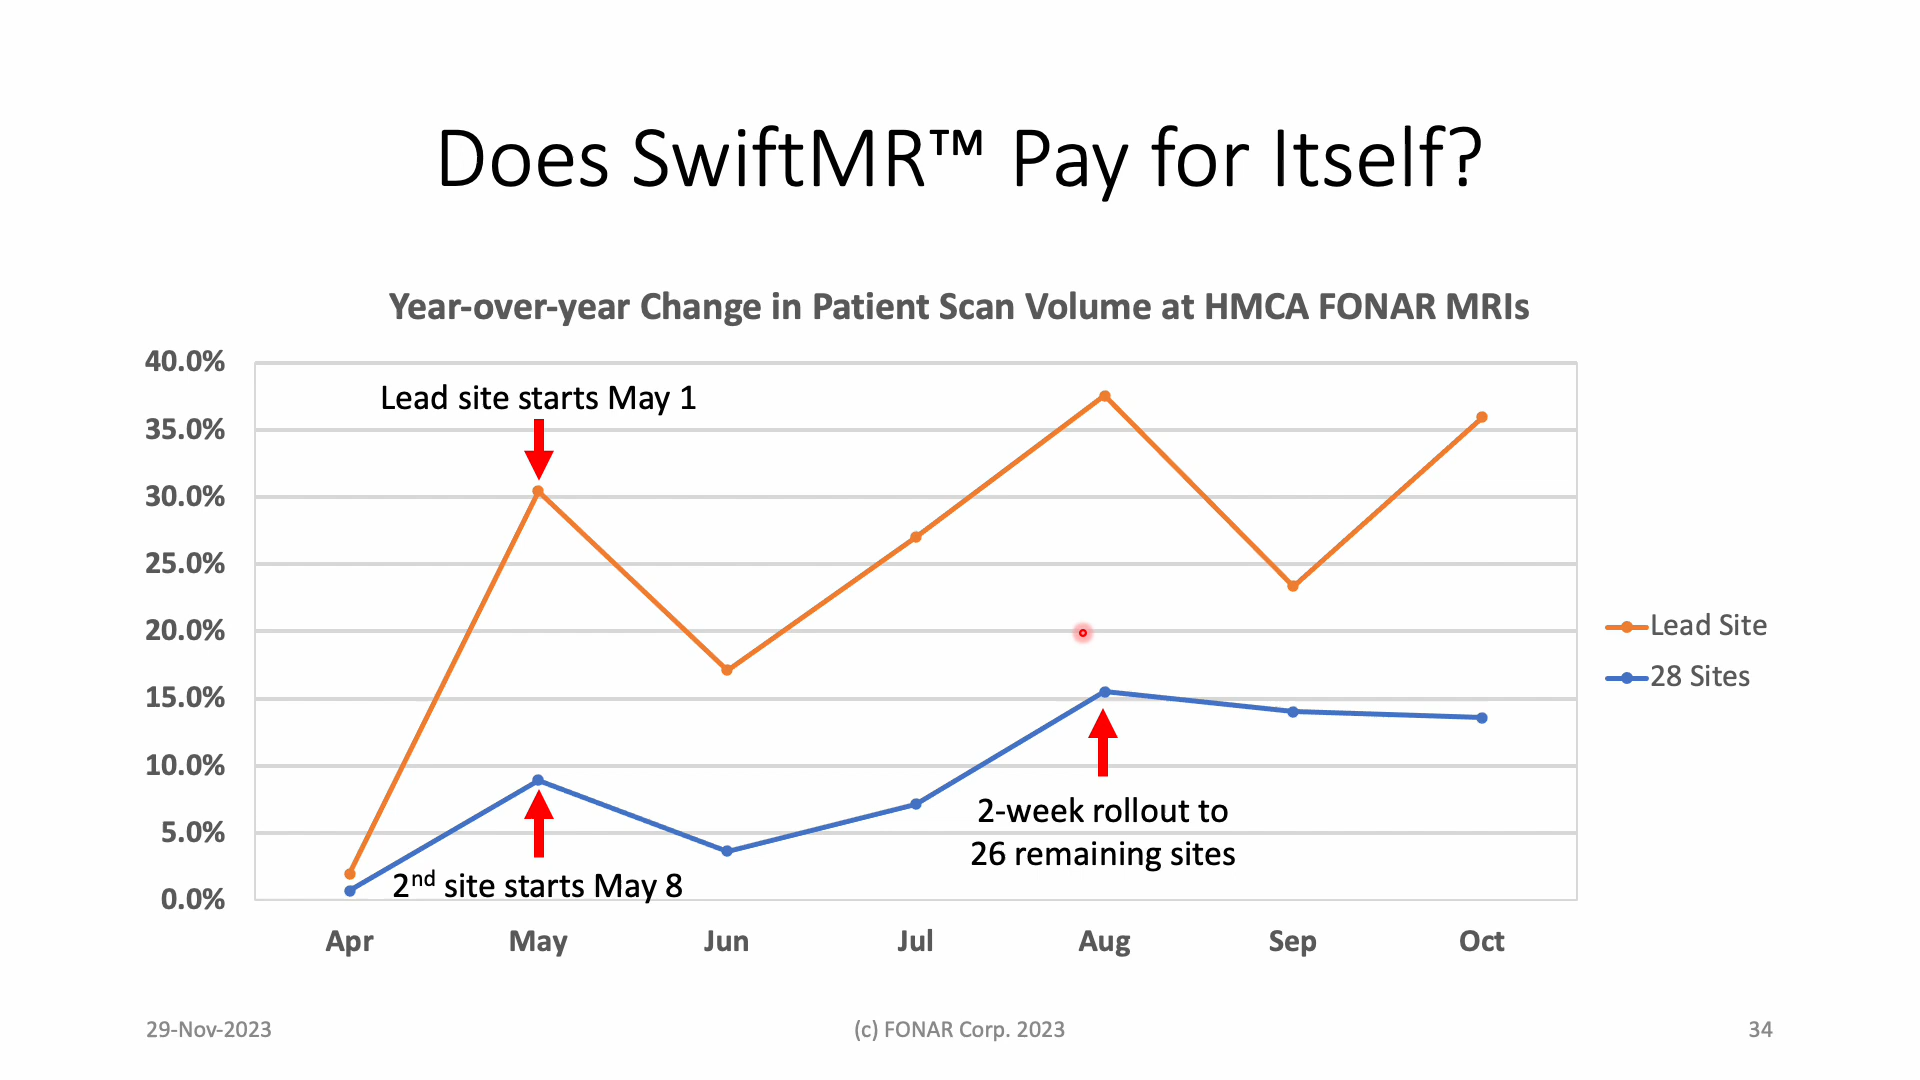 Does SwiftMR™ Pay for Itself?
Year-over-year Change in Patient Scan Volume at HMCA FONAR MRIs
40.0%
35.0%
30.0%
25.0%
20.0%
15.0%
10.0%
5.0%
0.0%
Lead site starts May 1
2nd site starts May 8
2-week rollout to
26 remaining sites
Lead Site
28 Sites
Apr May Jun Jul Aug Sep Oct
29-Nov-2023
(c) FONAR Corp. 2023
34